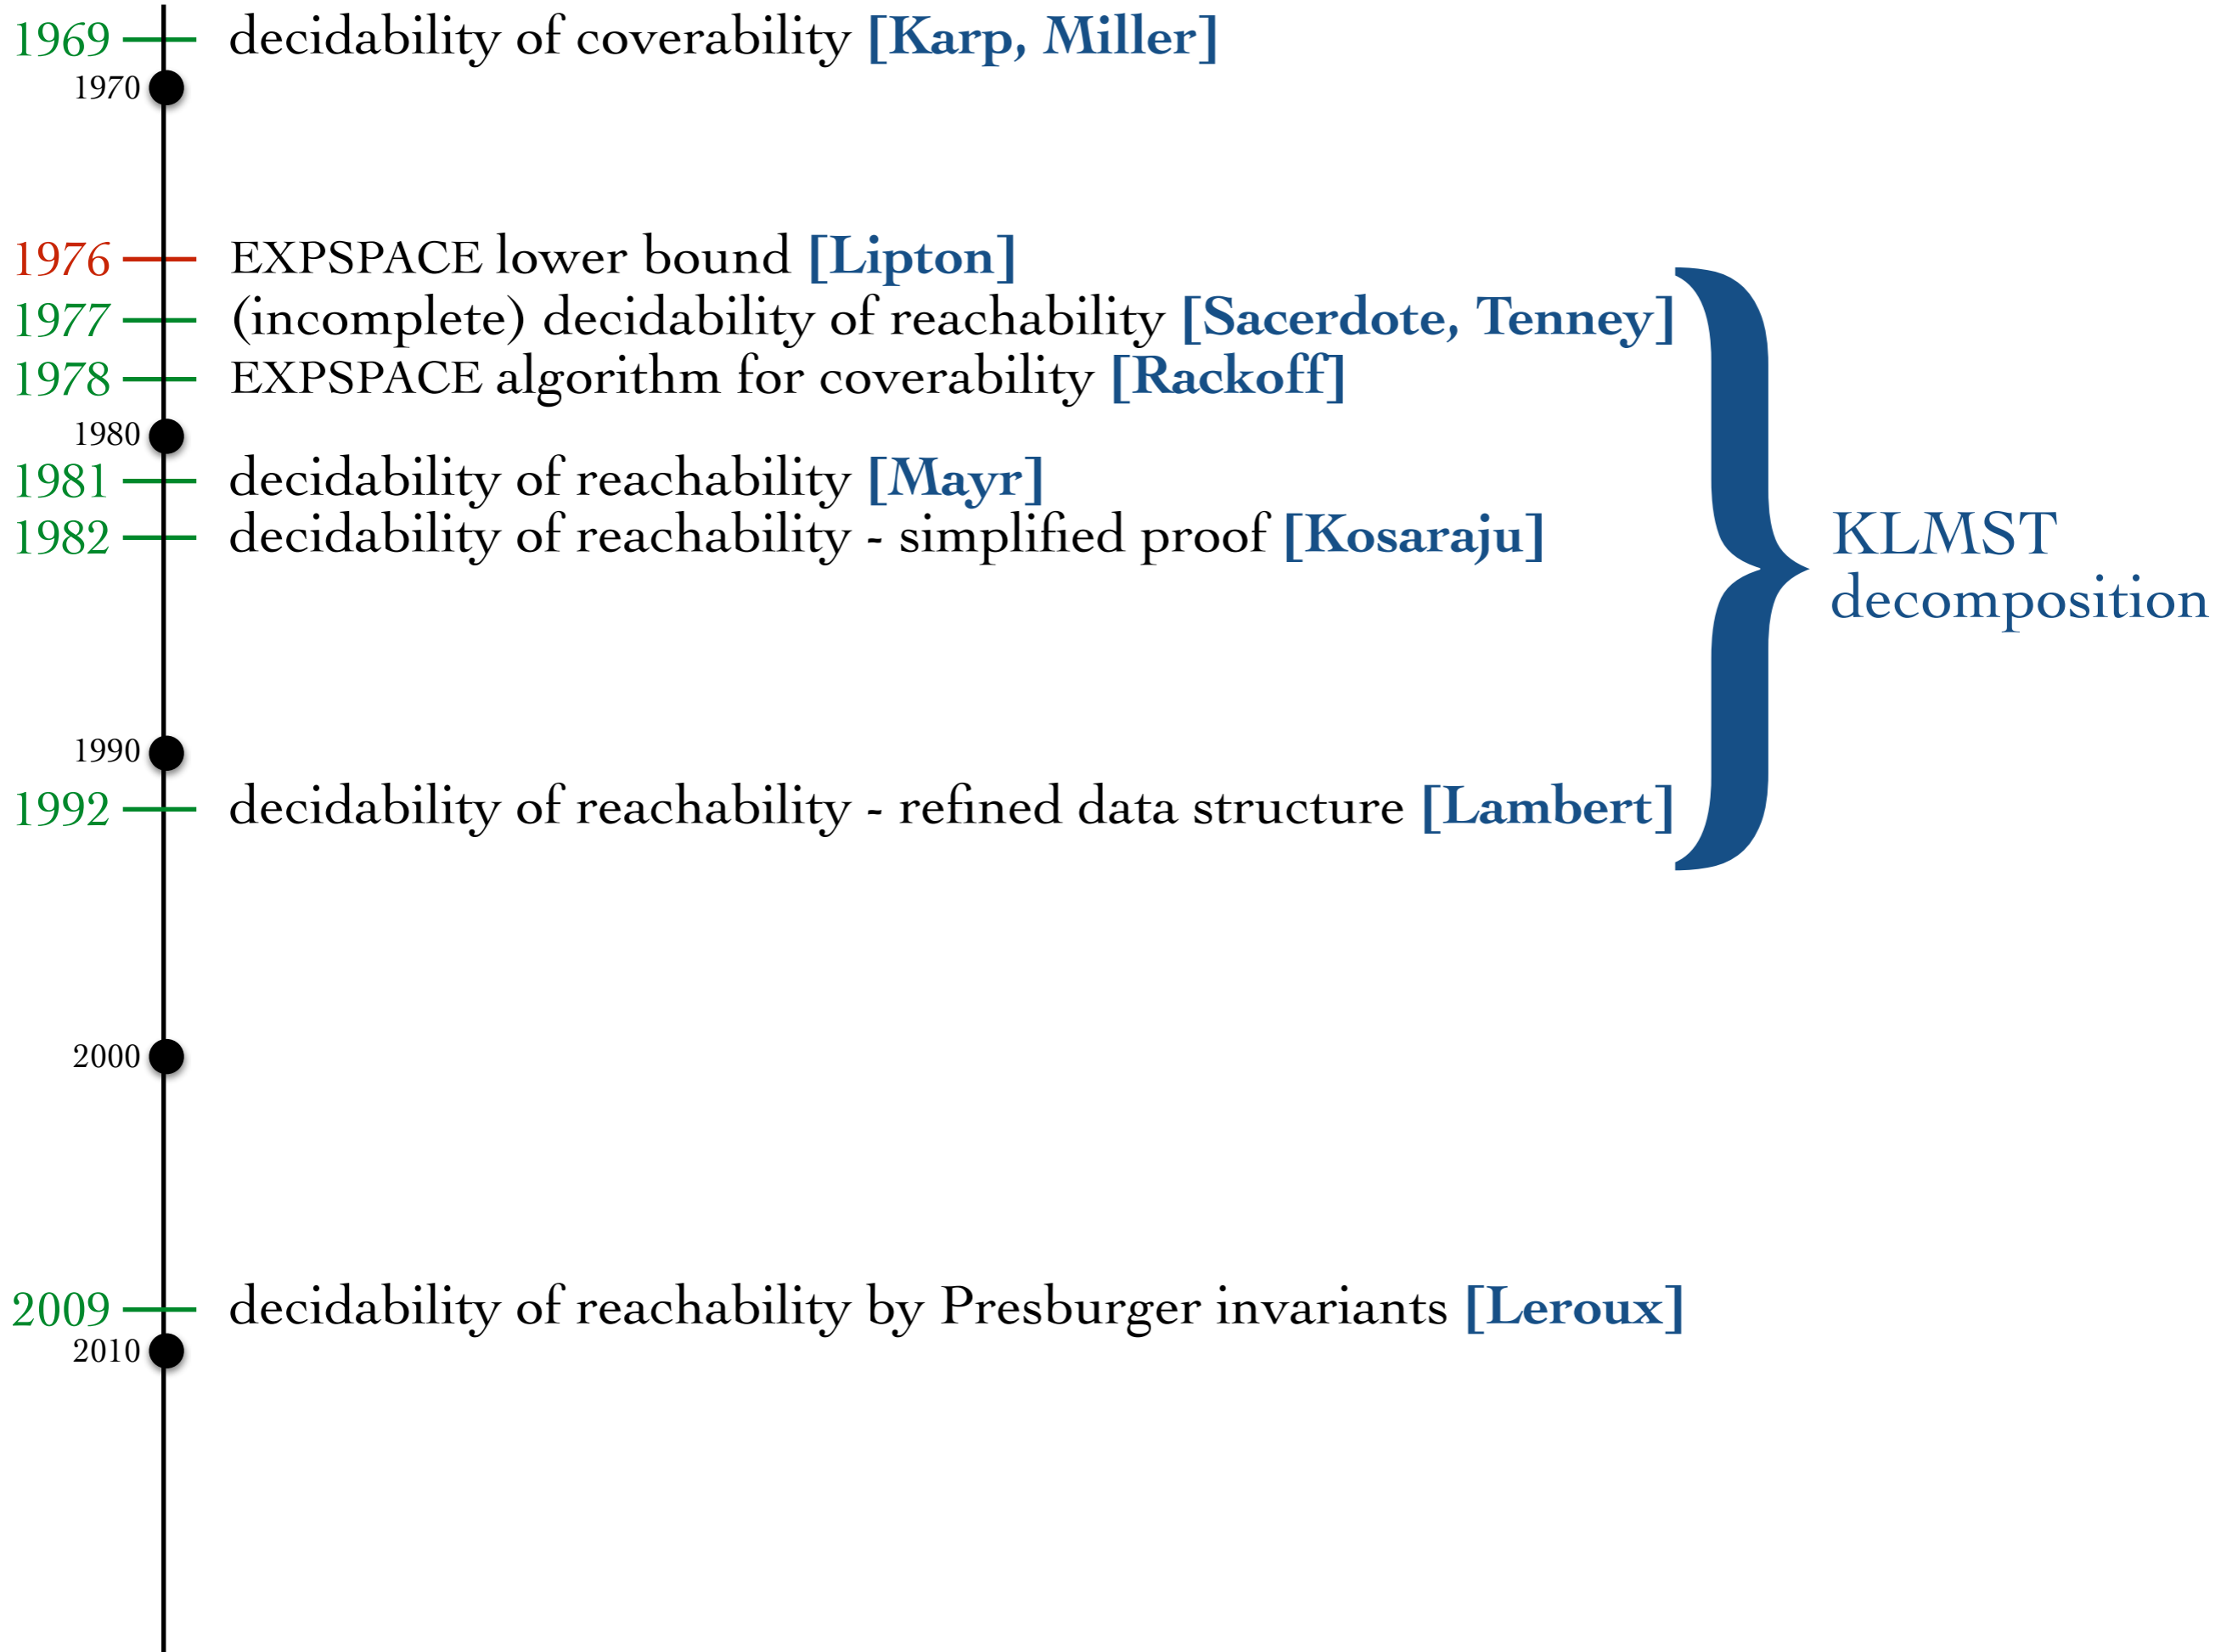 1969 decidability of coverability [Karp, Miller]
1970
1976 EXPSPACE lower bound [Lipton]
1977 (incomplete) decidability of reachability [Sacerdote, Tenney]
1978 EXPSPACE algorithm for coverability [Rackoff]
1980
1981 decidability of reachability [Mayr]
1982 decidability of reachability - simplified proof [Kosaraju]
KLMST
decomposition
1990
1992 decidability of reachability - refined data structure [Lambert]
2000
2009 decidability of reachability by Presburger invariants [Leroux]
2010